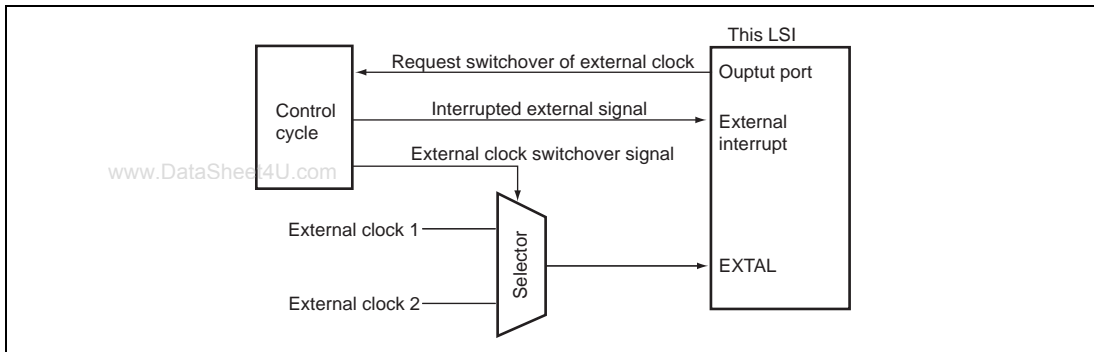 This LSI
Request switchover of external clock
Ouptut port
Control
cycle
Interrupted external signal
External
interrupt
External clock switchover signal
www.DataSheet4U.com
External clock 1
Selector
EXTAL
External clock 2